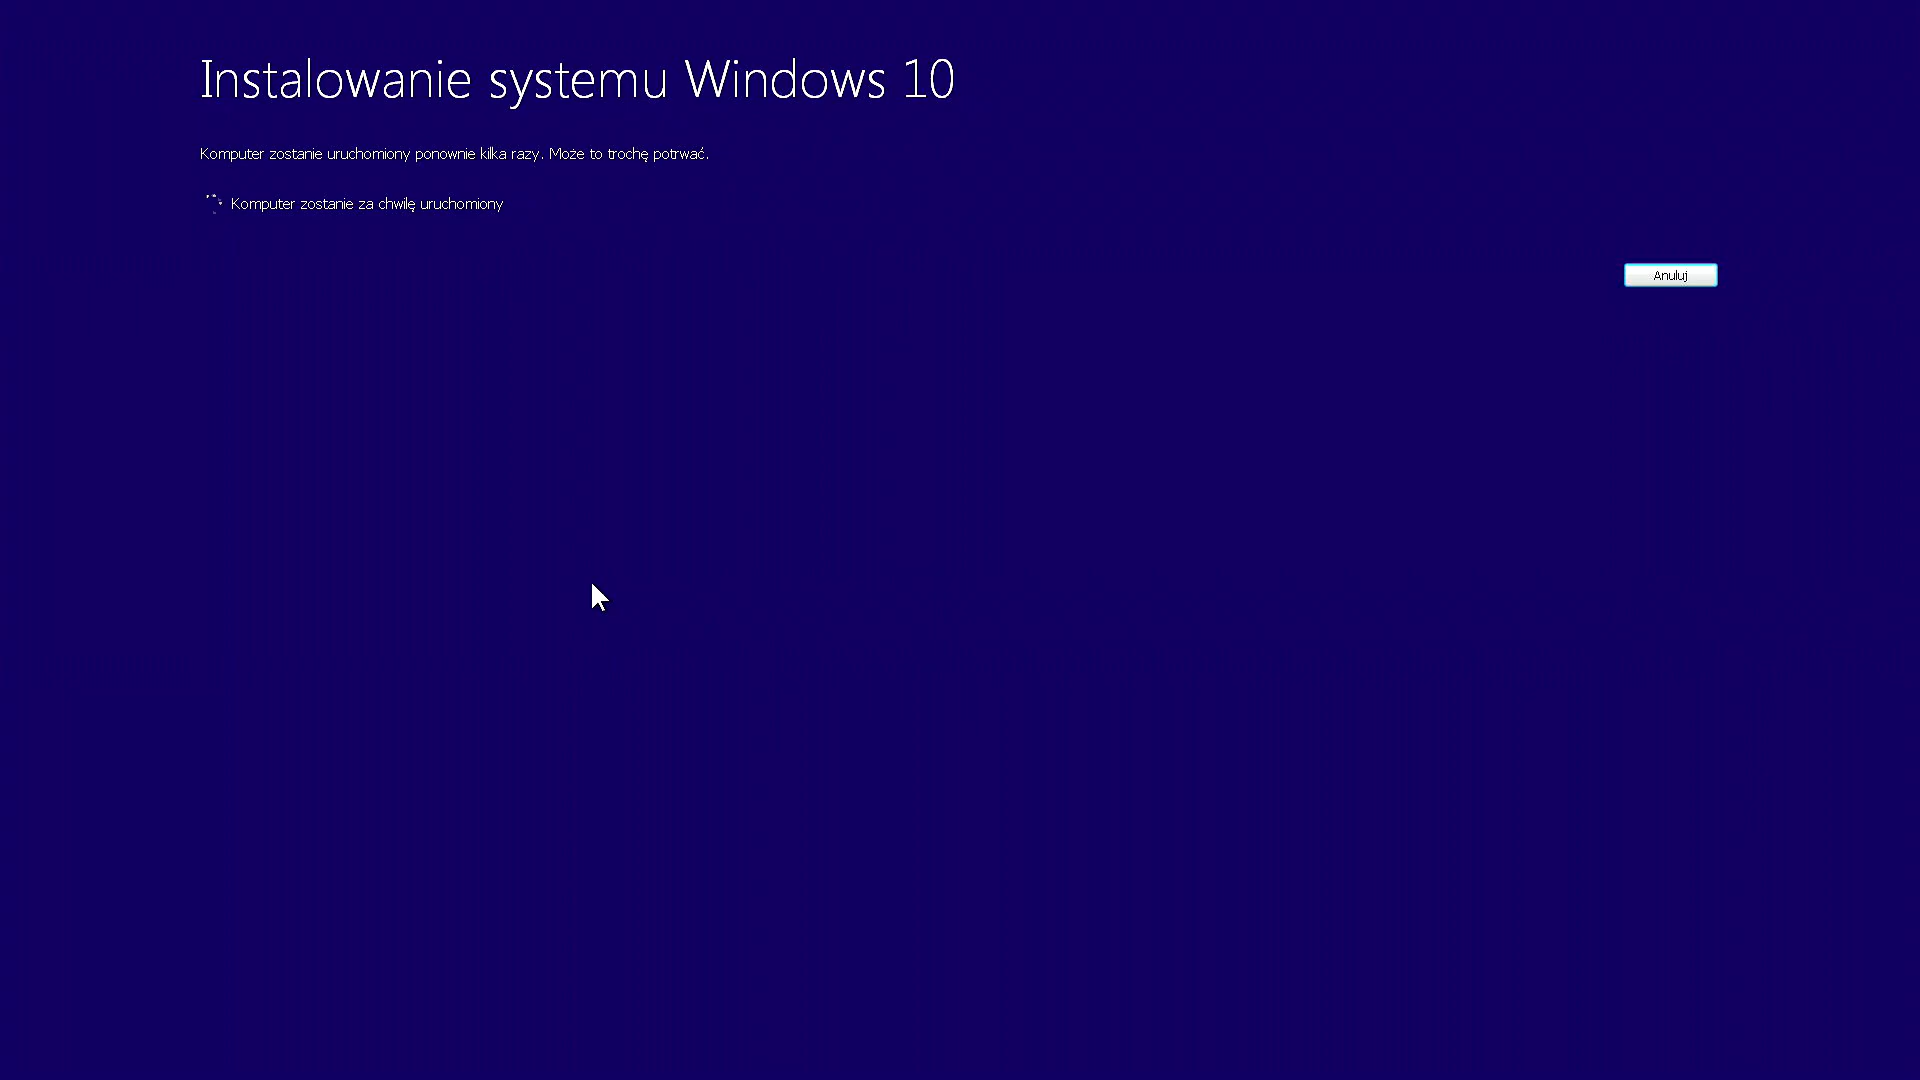 Instalowanie systemu Windows 10
Komputer zostanie uruchomiony ponownie kilka razy. Może to trochę potrwać.
Komputer zostanie za chwilę uruchomiony
Anuluj